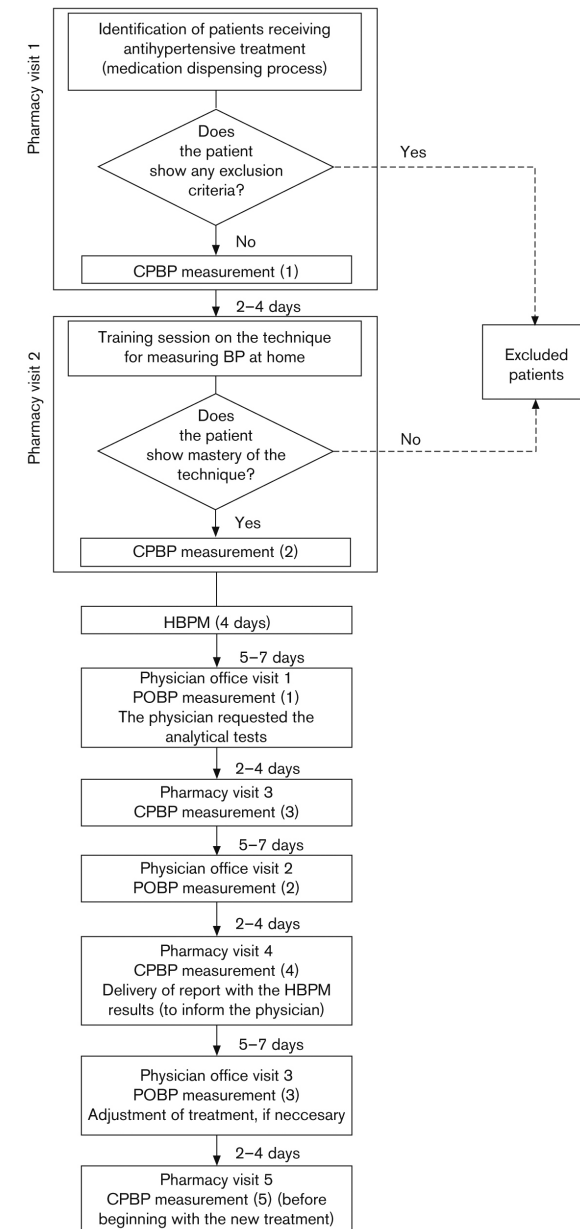 Pharmacy visit 1
Identification of patients receiving
antihypertensive treatment
(medication dispensing process)
Does
the patient
show any exclusion
criteria?
Yes
No
CPBP measurement (1)
2–4 days
Pharmacy visit 2
Training session on the technique
for measuring BP at home
Excluded
patients
Does
the patient
show mastery of the
technique?
No
Yes
CPBP measurement (2)
HBPM (4 days)
5–7 days
Physician office visit 1
POBP measurement (1)
The physician requested the
analytical tests
2–4 days
Pharmacy visit 3
CPBP measurement (3)
5–7 days
Physician office visit 2
POBP measurement (2)
2–4 days
Pharmacy visit 4
CPBP measurement (4)
Delivery of report with the HBPM
results (to inform the physician)
5–7 days
Physician office visit 3
POBP measurement (3)
Adjustment of treatment, if neccesary
2–4 days
Pharmacy visit 5
CPBP measurement (5) (before
beginning with the new treatment)